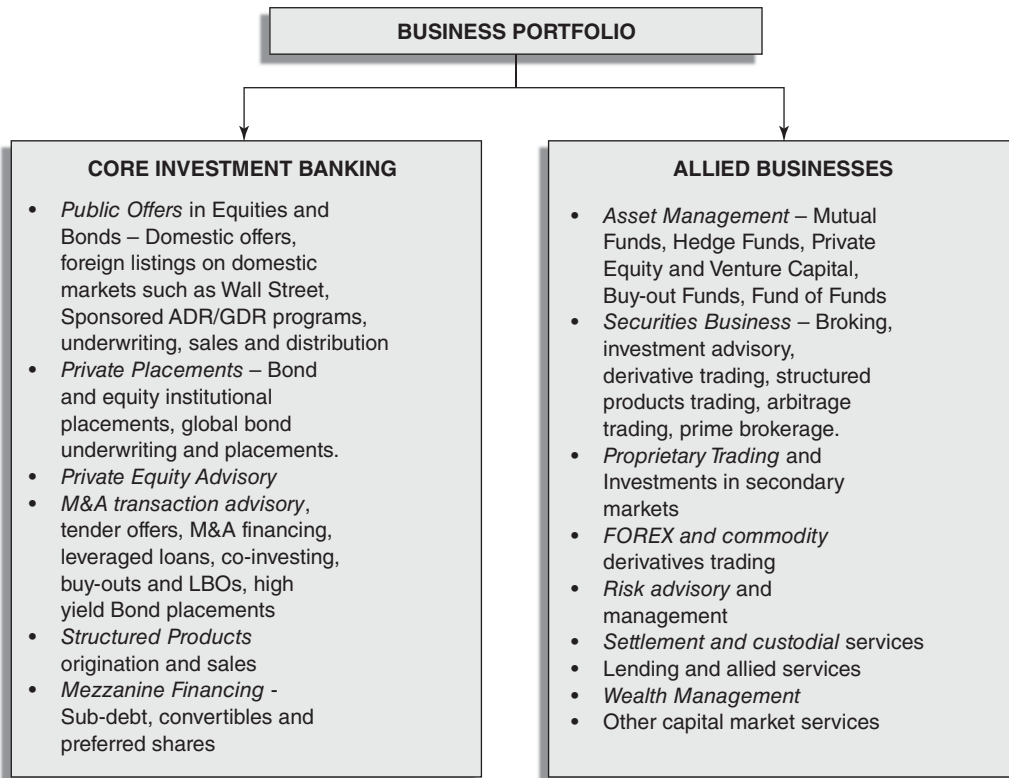 BUSINESS PORTFOLIO
CORE INVESTMENT BANKING
• Public Offers in Equities and
Bonds – Domestic offers,
foreign listings on domestic
markets such as Wall Street,
Sponsored ADR/GDR programs,
underwriting, sales and distribution
• Private Placements – Bond
and equity institutional
placements, global bond
underwriting and placements.
• Private Equity Advisory
• M&A transaction advisory,
tender offers, M&A financing,
leveraged loans, co-investing,
buy-outs and LBOs, high
yield Bond placements
• Structured Products
origination and sales
• Mezzanine Financing -
Sub-debt, convertibles and
preferred shares
ALLIED BUSINESSES
• Asset Management – Mutual
Funds, Hedge Funds, Private
Equity and Venture Capital,
Buy-out Funds, Fund of Funds
• Securities Business – Broking,
investment advisory,
derivative trading, structured
products trading, arbitrage
trading, prime brokerage.
• Proprietary Trading and
Investments in secondary
markets
• FOREX and commodity
derivatives trading
• Risk advisory and
management
• Settlement and custodial services
• Lending and allied services
• Wealth Management
• Other capital market services